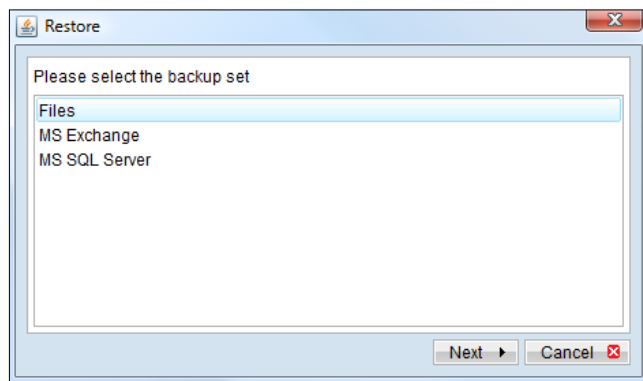 Restore
Please select the backup set
Files
MS Exchange
MS SQL Server
Next
Cancel